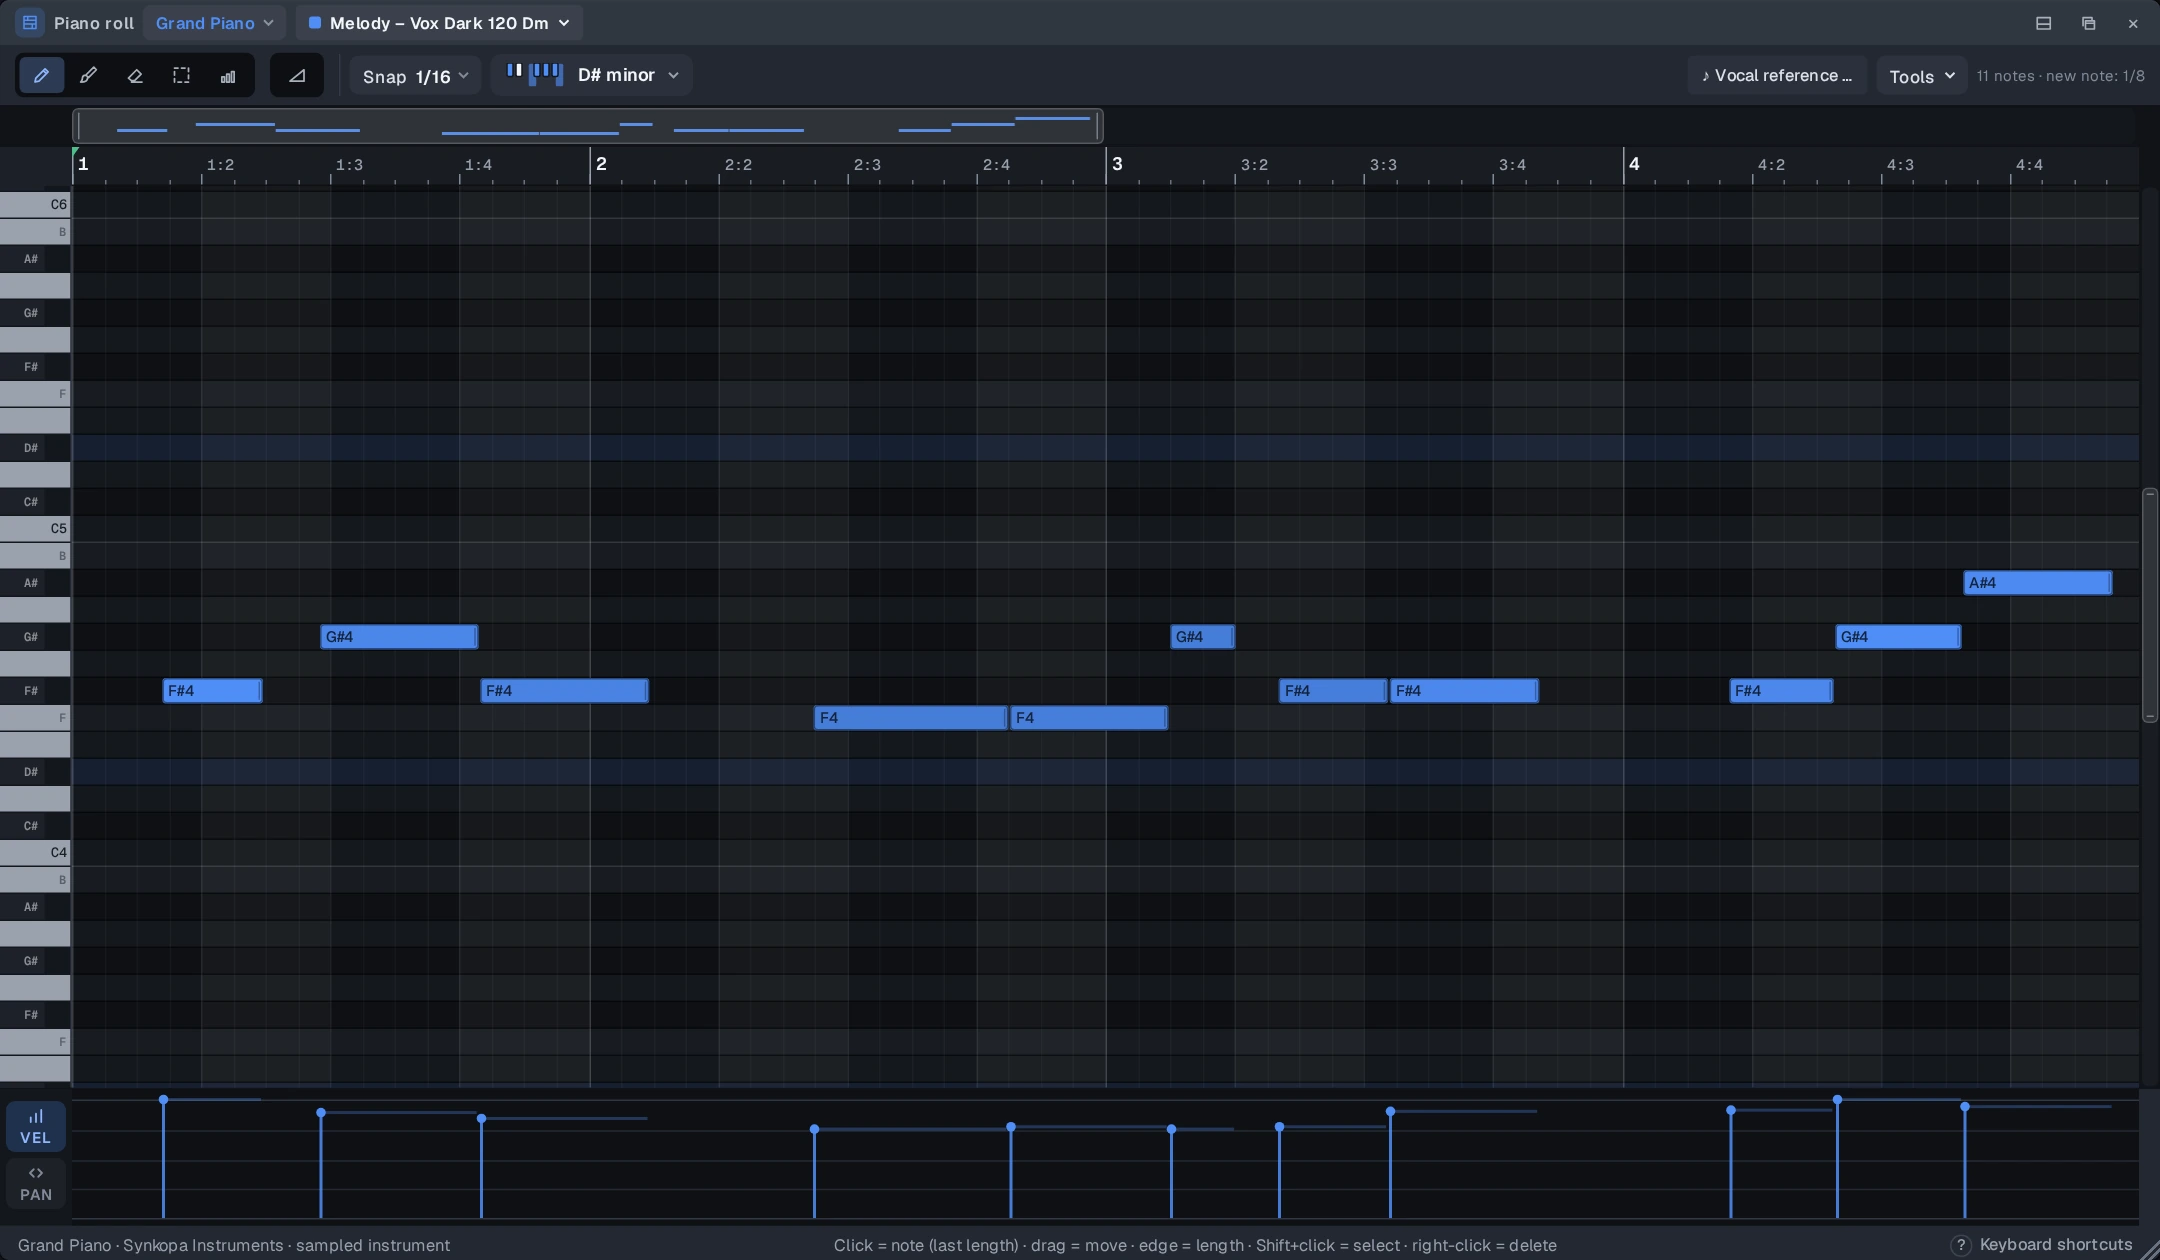 Piano roll Grand Piano Melody – Vox Dark 120 Dm
Snap 1/16 D# minor ♪ Vocal reference ... Tools 11 notes · new note: 1/8
1 1:2 1:3 1:4 2 2:2 2:3 2:4 3 3:2 3:3 3:4 4 4:2 4:3 4:4
C6
B
A#
G#
F#
F
D#
C#
C5
B
A# A#4
G# G#4 G#4 G#4
F# F#4 F#4 F#4 F#4 F#4
F F4 F4
D#
C#
C4
B
A#
G#
F#
F
VEL
PAN
Grand Piano · Synkopa Instruments · sampled instrument Click = note (last length) · drag = move · edge = length · Shift+click = select · right-click = delete ? Keyboard shortcuts